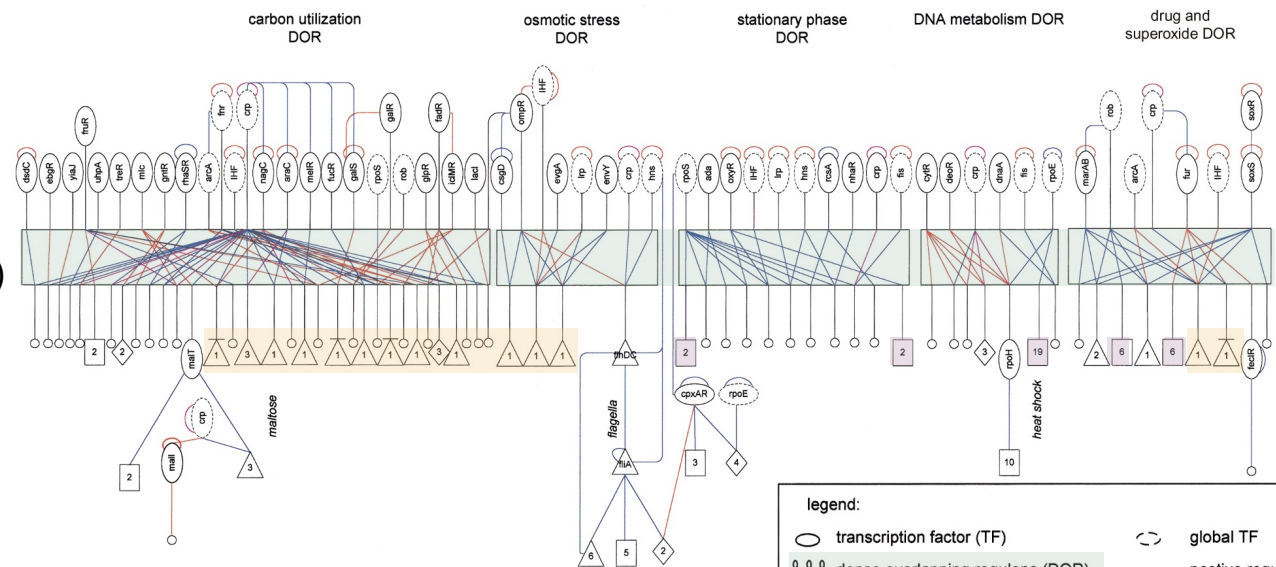 carbon utilization
DOR
osmotic stress
DOR
stationary phase
DOR
DNA metabolism DOR
drug and
superoxide DOR
IHF
fnr
crp
galR
fadR
ompR
fruR
rob
crp
soxR
dsdC
ebgR
yiaJ
uhpA
treR
mlc
gntR
rhaSR
arcA
IHF
nagC
araC
melR
fucR
galS
rpoS
rob
glpR
iclMR
lacI
csgD
evgA
lrp
envY
crp
hns
rpoS
ada
oxyR
IHF
lrp
hns
rcsA
nhaR
crp
fis
cytR
deoR
crp
dnaA
fis
rpoE
marAB
arcA
fur
IHF
soxS
)
2
2
malT
1
3
1
1
1
1
1
1
3
1
1
1
1
flhDC
2
2
3
rpoH
19
2
6
1
6
1
1
fecIR
cpxAR
rpoE
crp
maltose
flagella
heat shock
malI
2
3
fliA
3
4
10
6
5
2
legend:
transcription factor (TF)
global TF